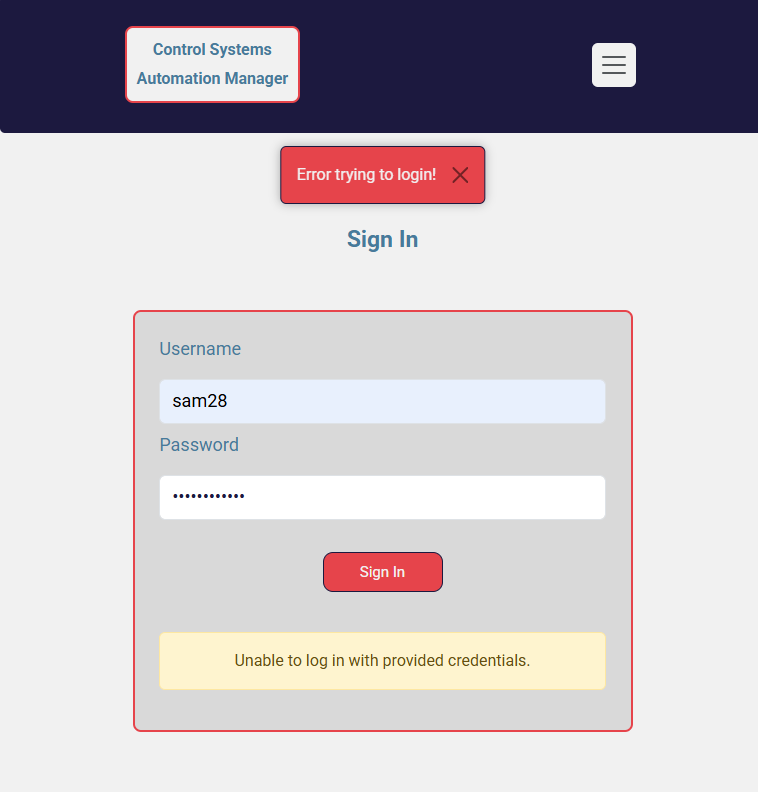 Control Systems
Automation Manager
Error trying to login!
Sign In
Username
sam28
Password
••••••••••••
Sign In
Unable to log in with provided credentials.